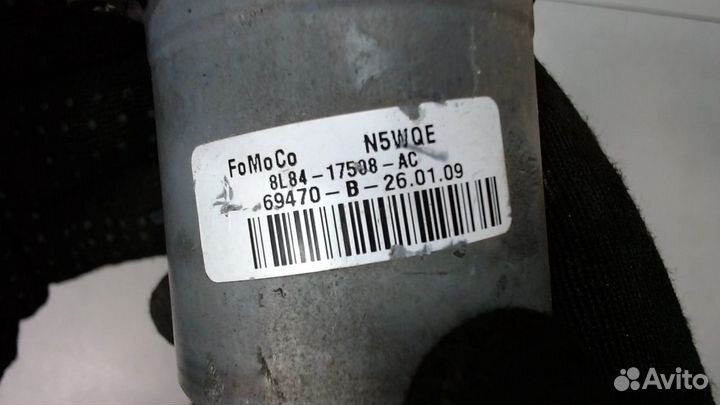 FoMoCo N5WQE
8L84-17508-AC
69470-B-26.01.09
Avito